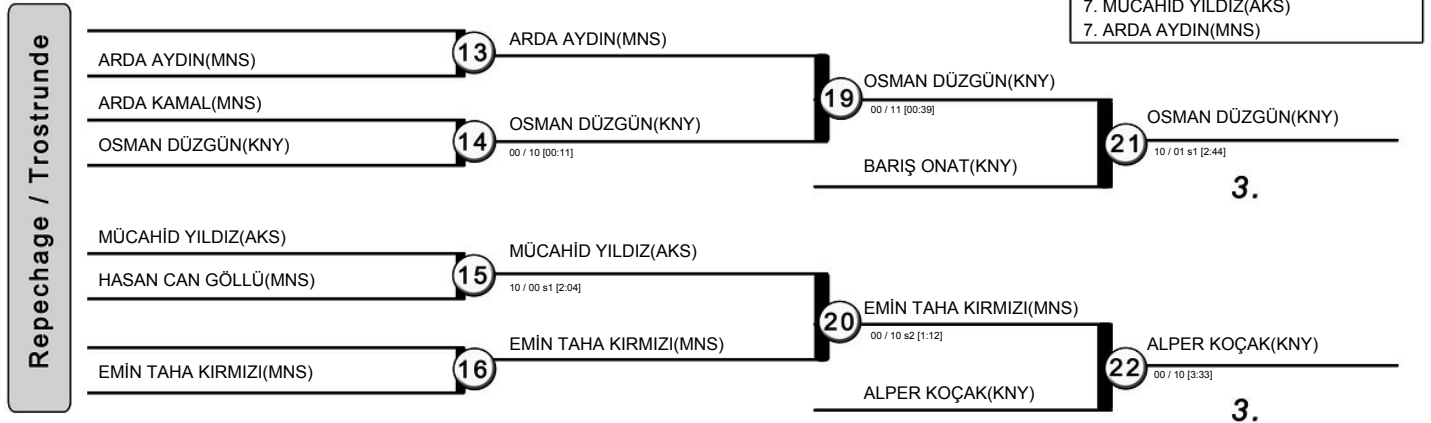 7. MÜCAHİD YILDIZ(AKS)
7. ARDA AYDIN(MNS)
Repechage / Trostrunde
ARDA AYDIN(MNS)
13
ARDA AYDIN(MNS)
ARDA KAMAL(MNS)
OSMAN DÜZGÜN(KNY)
14
OSMAN DÜZGÜN(KNY)
00 / 10 [00:11]
19
OSMAN DÜZGÜN(KNY)
00 / 11 [00:39]
BARIŞ ONAT(KNY)
21
OSMAN DÜZGÜN(KNY)
10 / 01 s1 [2:44]
3.
MÜCAHİD YILDIZ(AKS)
HASAN CAN GÖLLÜ(MNS)
15
MÜCAHİD YILDIZ(AKS)
10 / 00 s1 [2:04]
EMİN TAHA KIRMIZI(MNS)
16
EMİN TAHA KIRMIZI(MNS)
20
EMİN TAHA KIRMIZI(MNS)
00 / 10 s2 [1:12]
ALPER KOÇAK(KNY)
22
ALPER KOÇAK(KNY)
00 / 10 [3:33]
3.